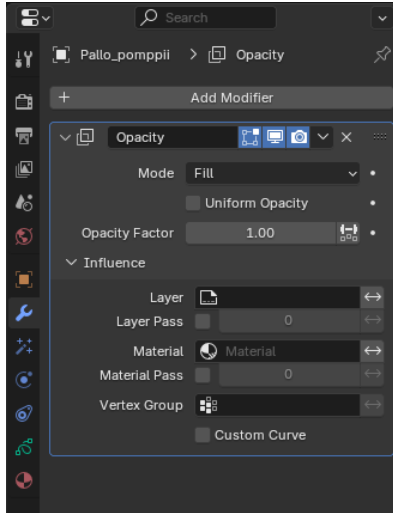 Search
Pallo_pomppii > Opacity
+ Add Modifier
Opacity
Mode Fill
Uniform Opacity
Opacity Factor 1.00
Influence
Layer
Layer Pass 0
Material Material
Material Pass 0
Vertex Group
Custom Curve